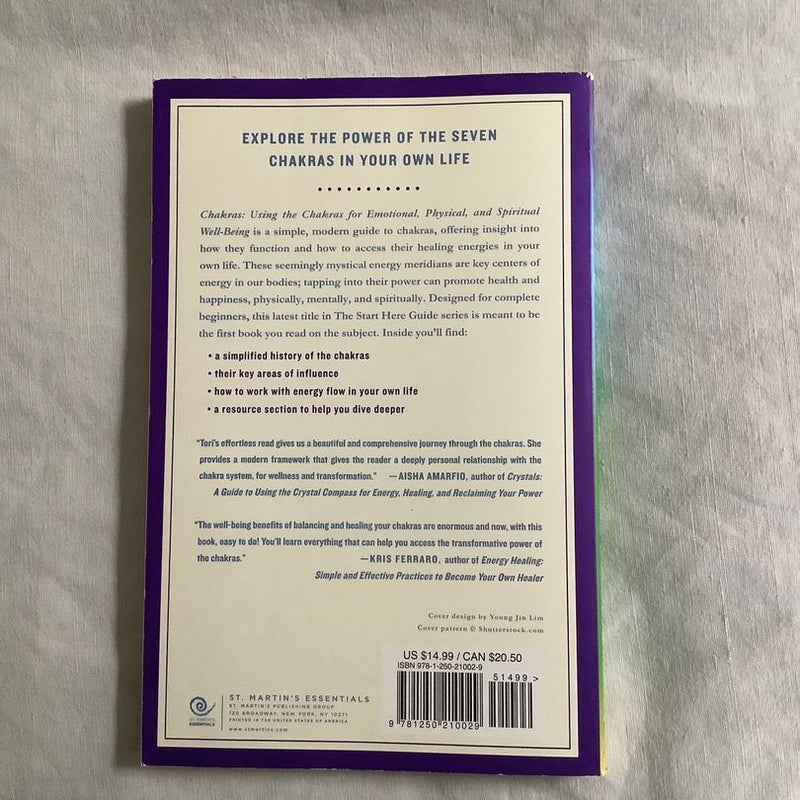 EXPLORE THE POWER OF THE SEVEN
CHAKRAS IN YOUR OWN LIFE
Chakras: Using the Chakras for Emotional, Physical, and Spiritual
Well-Being is a simple, modern guide to chakras, offering insight into
how they function and how to access their healing energies in your
own life. These seemingly mystical energy meridians are key centers of
energy in our bodies; tapping into their power can promote health and
happiness, physically, mentally, and spiritually. Designed for complete
beginners, this latest title in The Start Here Guide series is meant to be
the first book you read on the subject. Inside you'll find:
• a simplified history of the chakras
• their key areas of influence
• how to work with energy flow in your own life
• a resource section to help you dive deeper
"Tori's effortless read gives us a beautiful and comprehensive journey through the chakras. She
provides a modern framework that gives the reader a deeply personal relationship with the
chakra system, for wellness and transformation." —AISHA AMARFIO, author of Crystals:
A Guide to Using the Crystal Compass for Energy, Healing, and Reclaiming Your Power
"The well-being benefits of balancing and healing your chakras are enormous and now, with this
book, easy to do! You'll learn everything that can help you access the transformative power of
the chakras." —KRIS FERRARO, author of Energy Healing:
Simple and Effective Practices to Become Your Own Healer
Cover design by Young Jin Lim
Cover pattern © Shutterstock.com
US $14.99 / CAN $20.50
ISBN 978-1-250-21002-9
51499 >
9 781250 210029
ST. MARTIN'S
ESSENTIALS
ST. MARTIN'S ESSENTIALS
ST. MARTIN'S PUBLISHING GROUP
120 BROADWAY, NEW YORK, NY 10271
PRINTED IN THE UNITED STATES OF AMERICA
www.stmartins.com